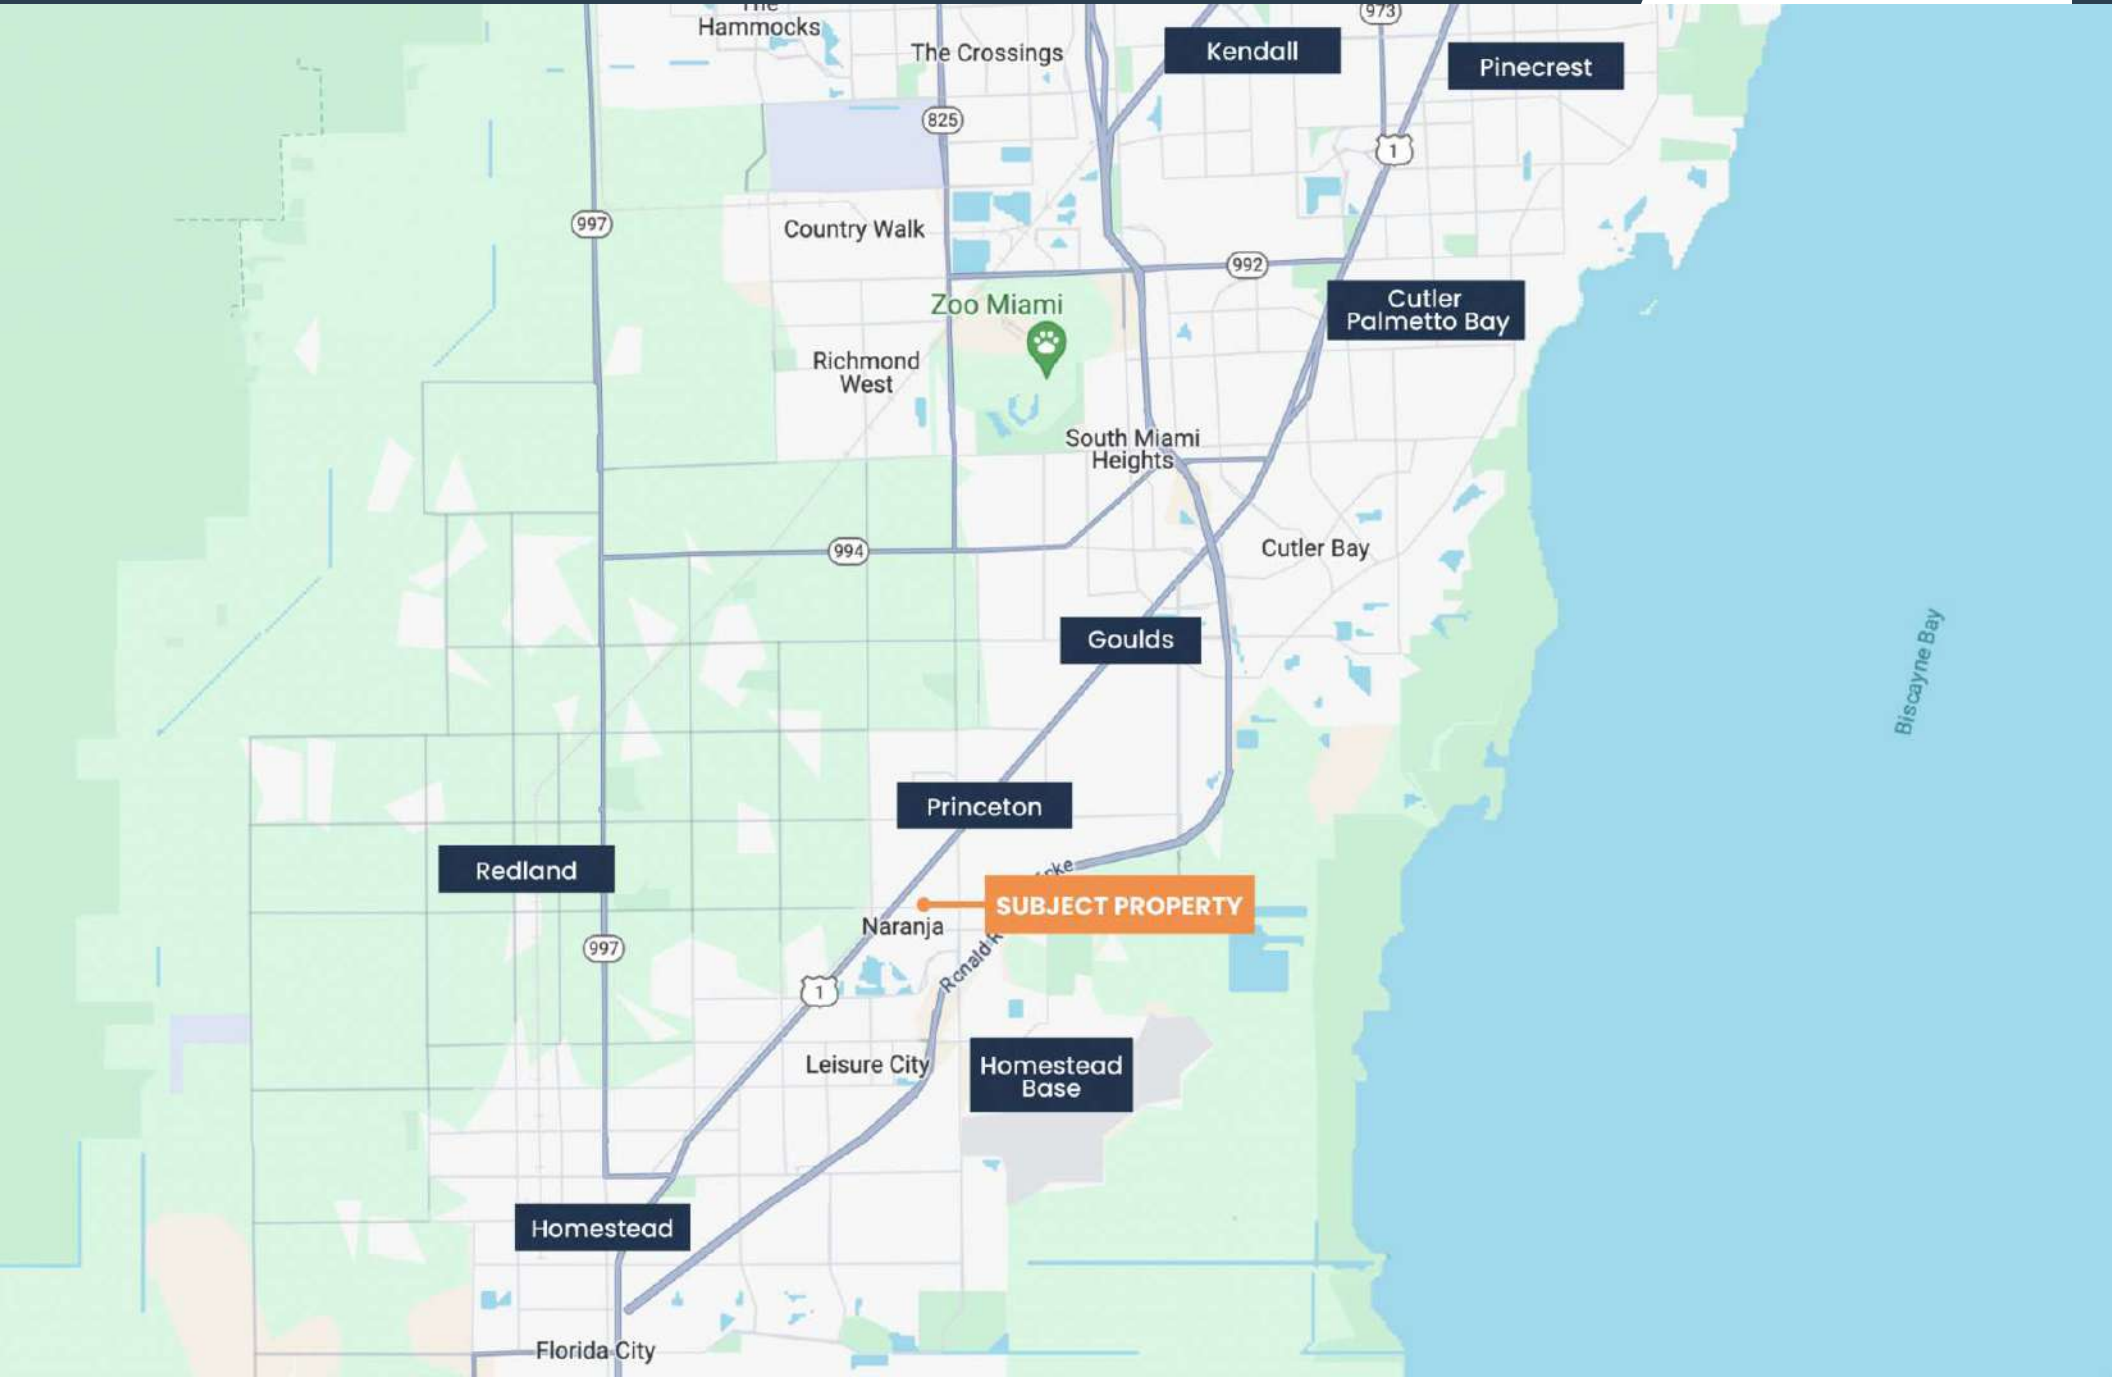 The
Hammocks
The Crossings
Kendall
973
Pinecrest
825
1
997
Country Walk
992
Zoo Miami
Cutler
Palmetto Bay
Richmond
West
South Miami
Heights
994
Cutler Bay
Goulds
Biscayne Bay
Princeton
Redland
SUBJECT PROPERTY
Naranja
997
Ronald
1
Leisure City
Homestead
Base
Homestead
Florida City